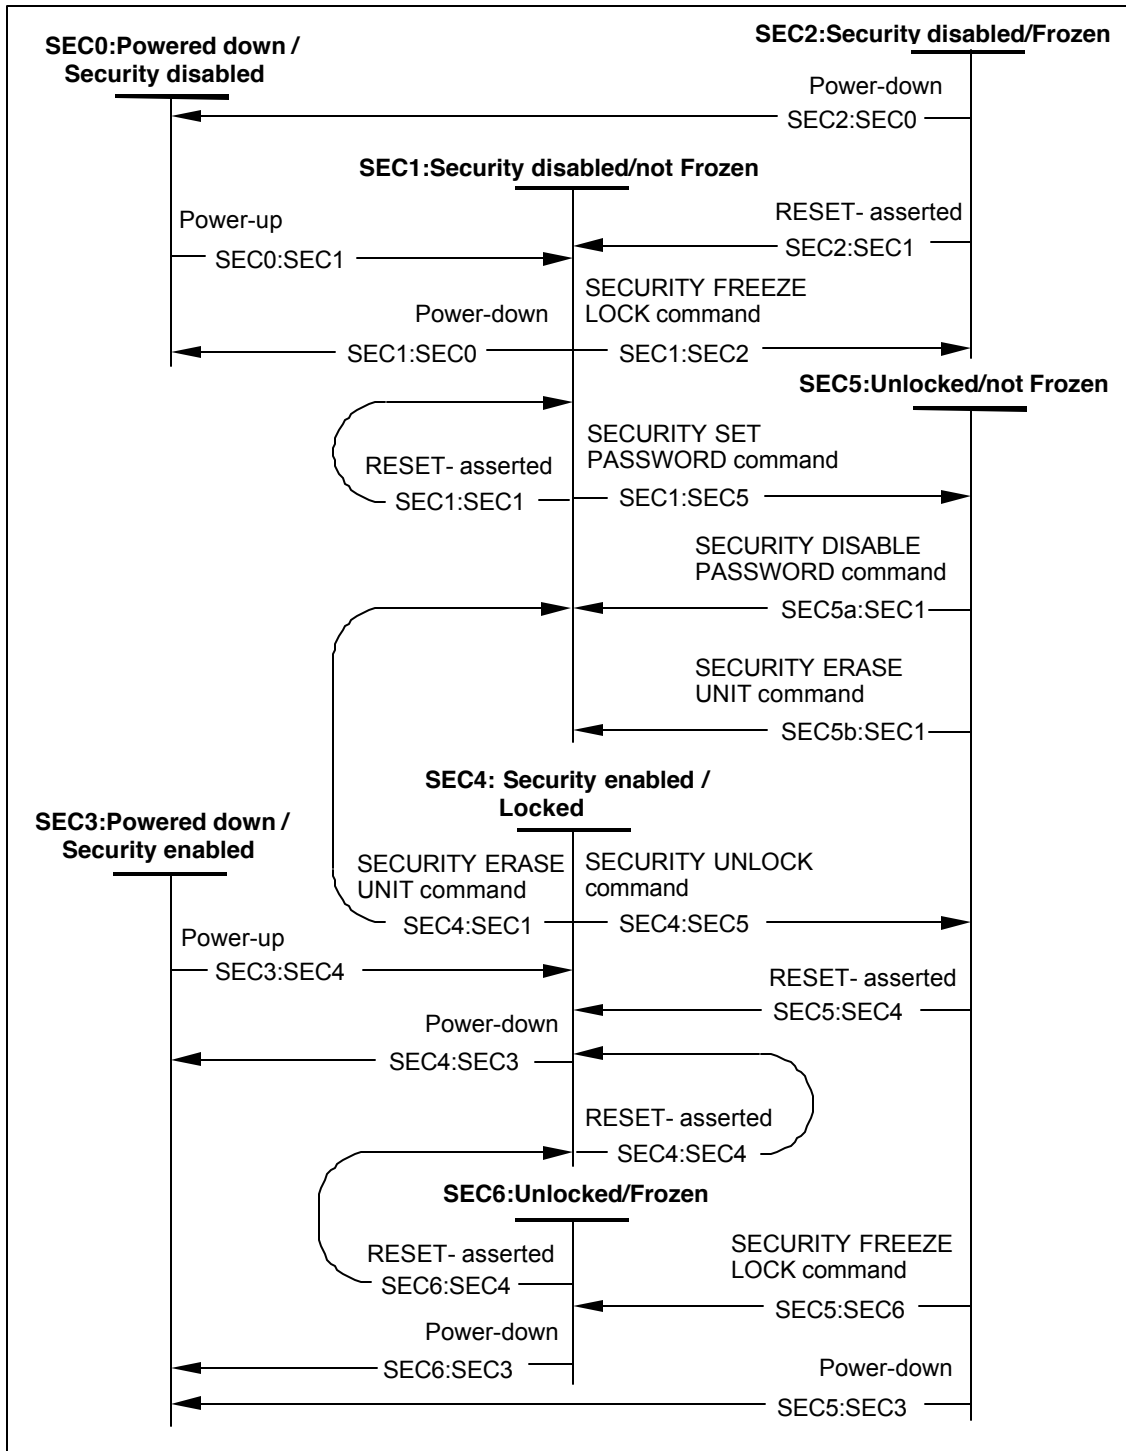 SEC0:Powered down /
Security disabled
SEC2:Security disabled/Frozen
Power-down
SEC2:SEC0
SEC1:Security disabled/not Frozen
Power-up
SEC0:SEC1
RESET- asserted
SEC2:SEC1
Power-down
SEC1:SEC0
SECURITY FREEZE
LOCK command
SEC1:SEC2
SEC5:Unlocked/not Frozen
RESET- asserted
SEC1:SEC1
SECURITY SET
PASSWORD command
SEC1:SEC5
SECURITY DISABLE
PASSWORD command
SEC5a:SEC1
SECURITY ERASE
UNIT command
SEC5b:SEC1
SEC4: Security enabled /
Locked
SEC3:Powered down /
Security enabled
SECURITY ERASE
UNIT command
SEC4:SEC1
SECURITY UNLOCK
command
SEC4:SEC5
Power-up
SEC3:SEC4
RESET- asserted
SEC5:SEC4
Power-down
SEC4:SEC3
RESET- asserted
SEC4:SEC4
SEC6:Unlocked/Frozen
RESET- asserted
SEC6:SEC4
SECURITY FREEZE
LOCK command
SEC5:SEC6
Power-down
SEC6:SEC3
Power-down
SEC5:SEC3